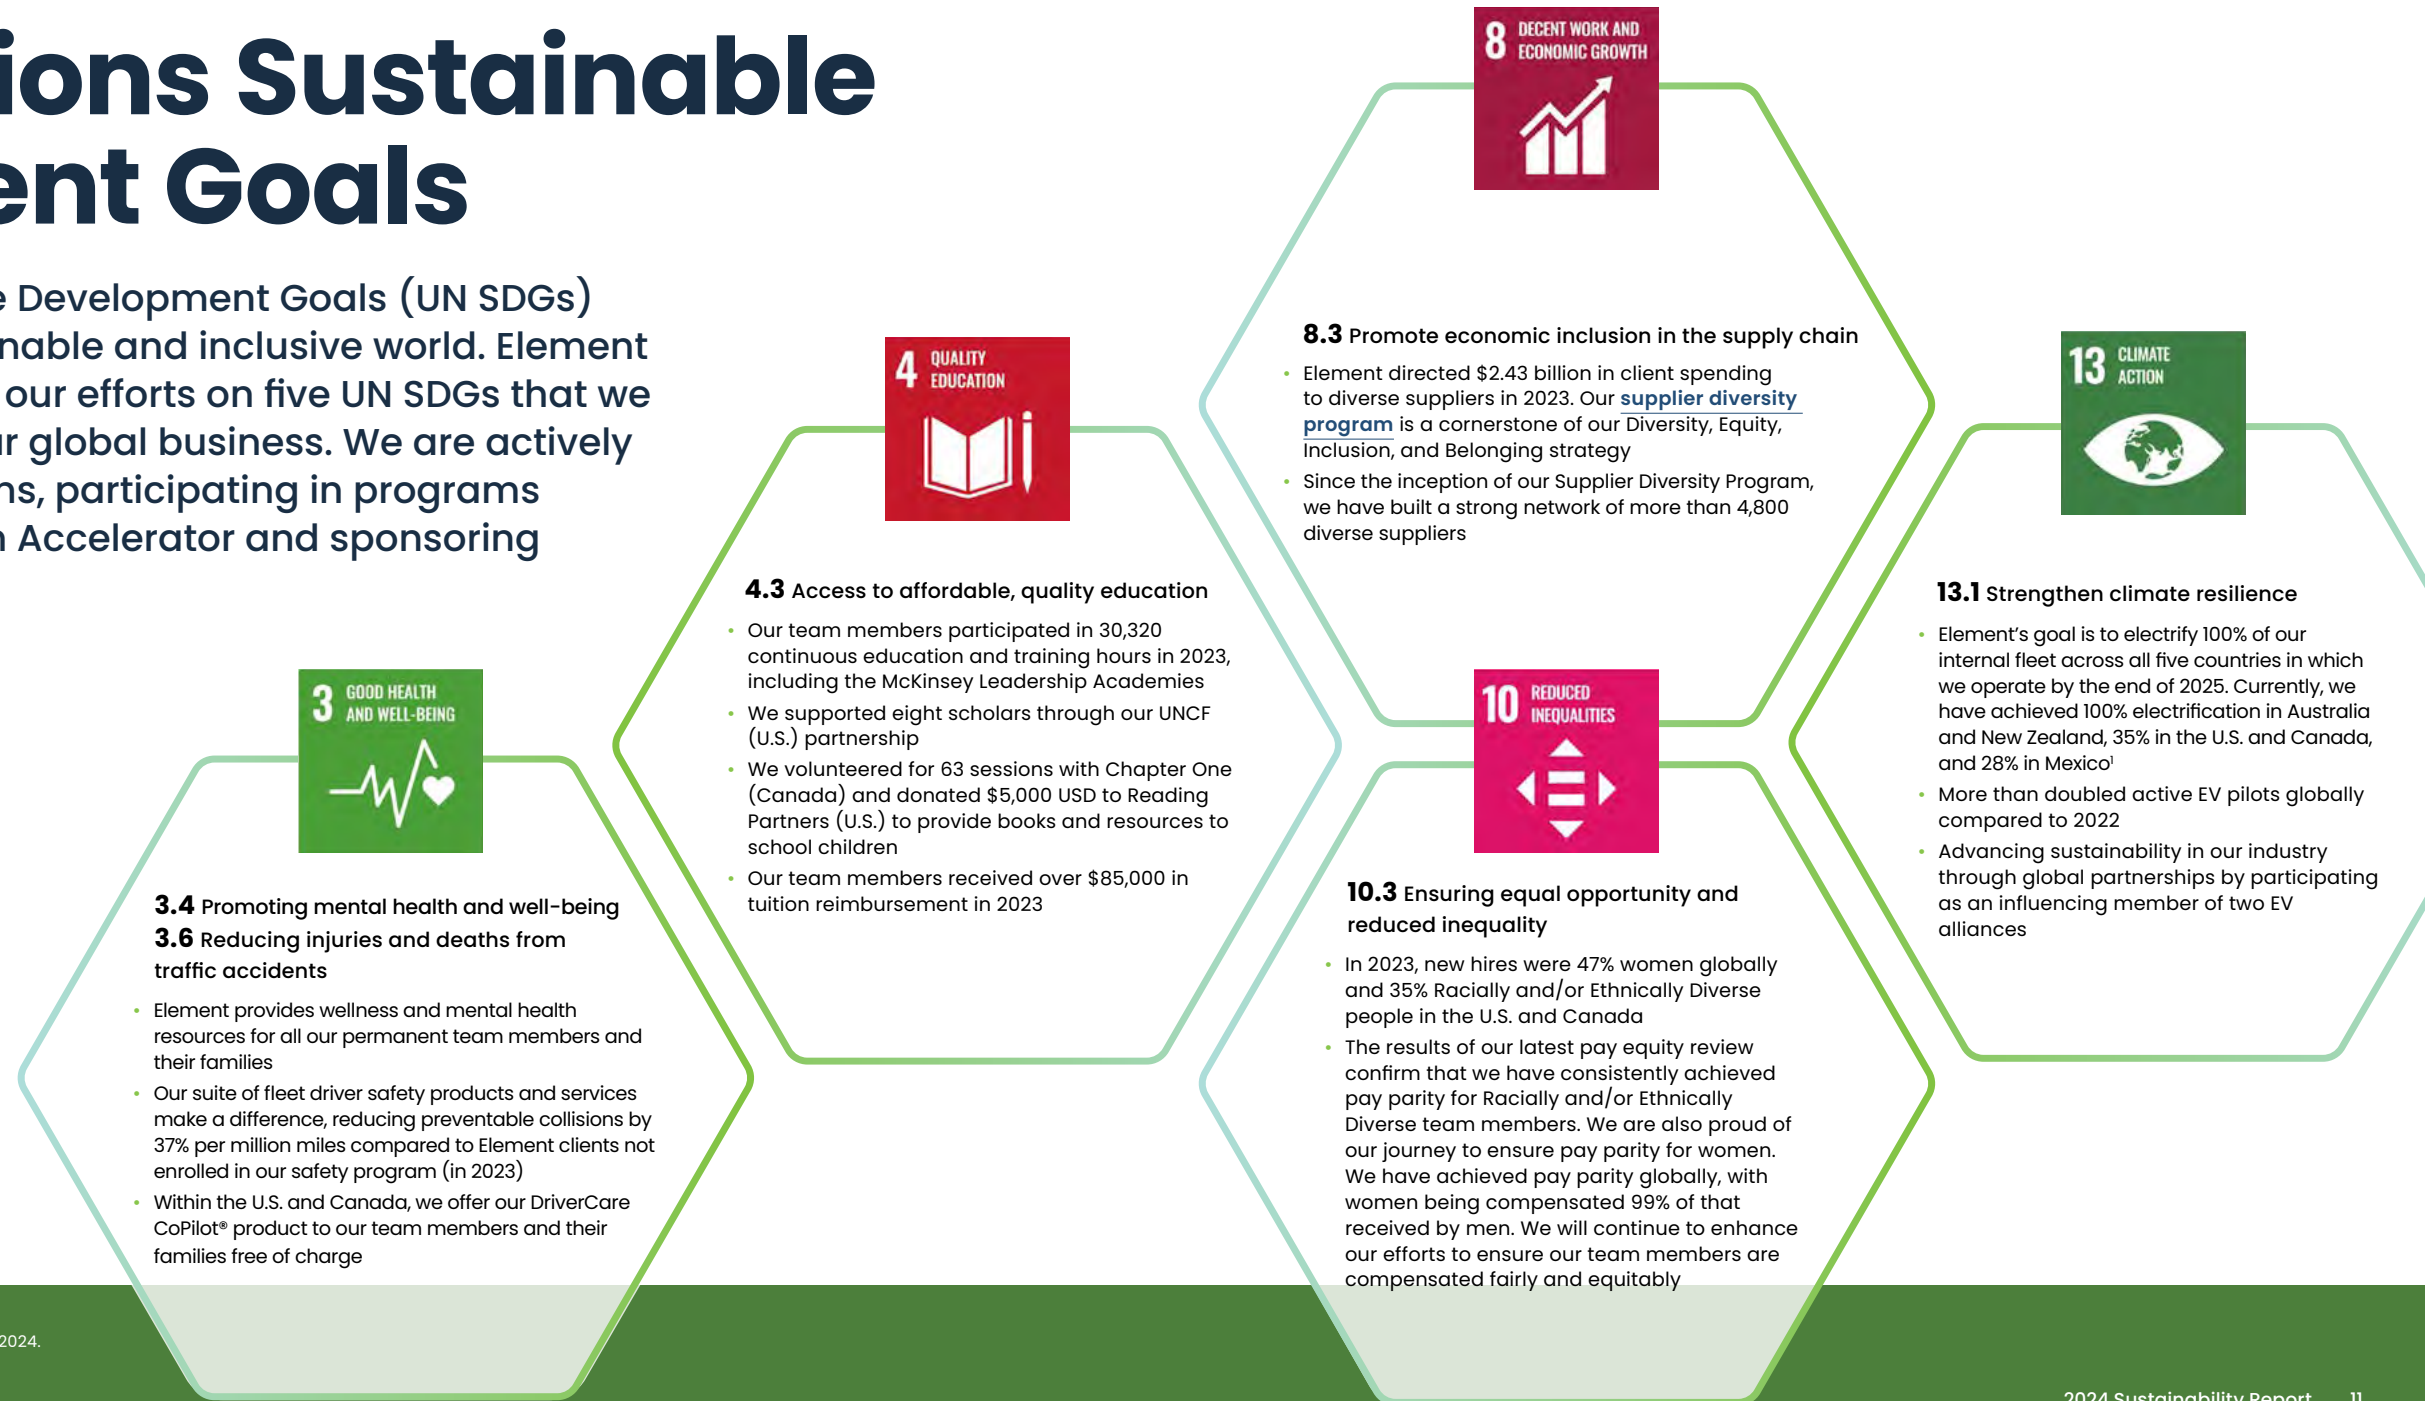 ions Sustainable
ent Goals
e Development Goals (UN SDGs)
nable and inclusive world. Element
our efforts on five UN SDGs that we
ur global business. We are actively
ns, participating in programs
n Accelerator and sponsoring
3 GOOD HEALTH
AND WELL-BEING
3.4 Promoting mental health and well-being
3.6 Reducing injuries and deaths from
traffic accidents
• Element provides wellness and mental health
resources for all our permanent team members and
their families
• Our suite of fleet driver safety products and services
make a difference, reducing preventable collisions by
37% per million miles compared to Element clients not
enrolled in our safety program (in 2023)
• Within the U.S. and Canada, we offer our DriverCare
CoPilot® product to our team members and their
families free of charge
4 QUALITY
EDUCATION
4.3 Access to affordable, quality education
• Our team members participated in 30,320
continuous education and training hours in 2023,
including the McKinsey Leadership Academies
• We supported eight scholars through our UNCF
(U.S.) partnership
• We volunteered for 63 sessions with Chapter One
(Canada) and donated $5,000 USD to Reading
Partners (U.S.) to provide books and resources to
school children
• Our team members received over $85,000 in
tuition reimbursement in 2023
8 DECENT WORK AND
ECONOMIC GROWTH
8.3 Promote economic inclusion in the supply chain
• Element directed $2.43 billion in client spending
to diverse suppliers in 2023. Our supplier diversity
program is a cornerstone of our Diversity, Equity,
Inclusion, and Belonging strategy
• Since the inception of our Supplier Diversity Program,
we have built a strong network of more than 4,800
diverse suppliers
10 REDUCED
INEQUALITIES
10.3 Ensuring equal opportunity and
reduced inequality
• In 2023, new hires were 47% women globally
and 35% Racially and/or Ethnically Diverse
people in the U.S. and Canada
• The results of our latest pay equity review
confirm that we have consistently achieved
pay parity for Racially and/or Ethnically
Diverse team members. We are also proud of
our journey to ensure pay parity for women.
We have achieved pay parity globally, with
women being compensated 99% of that
received by men. We will continue to enhance
our efforts to ensure our team members are
compensated fairly and equitably
13 CLIMATE
ACTION
13.1 Strengthen climate resilience
• Element's goal is to electrify 100% of our
internal fleet across all five countries in which
we operate by the end of 2025. Currently, we
have achieved 100% electrification in Australia
and New Zealand, 35% in the U.S. and Canada,
and 28% in Mexico¹
• More than doubled active EV pilots globally
compared to 2022
• Advancing sustainability in our industry
through global partnerships by participating
as an influencing member of two EV
alliances
2024.
2024 Sustainability Report 11